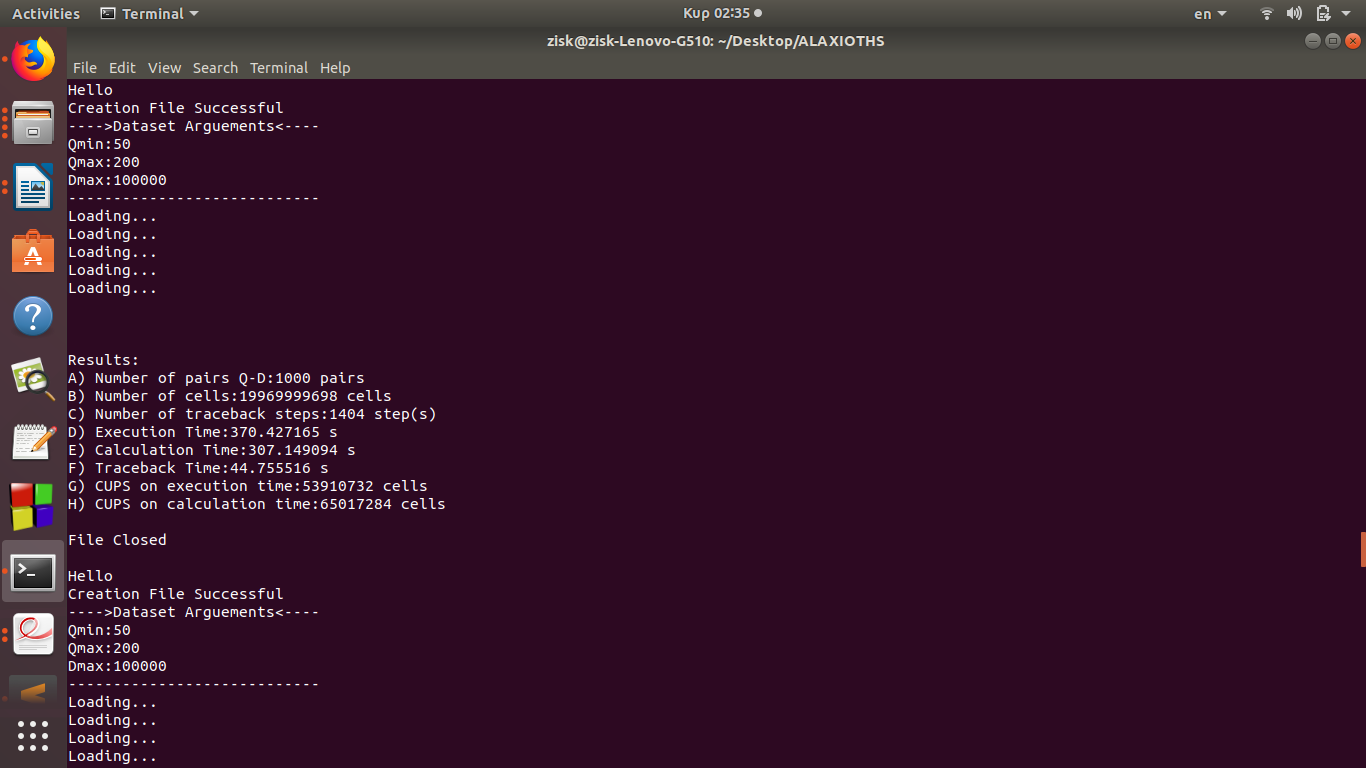 Activities Terminal Κυρ 02:35 en
zisk@zisk-Lenovo-G510: ~/Desktop/ALAXIOTHS
File Edit View Search Terminal Help
Hello
Creation File Successful
---->Dataset Arguements<----
Qmin:50
Qmax:200
Dmax:100000
----------------------------
Loading...
Loading...
Loading...
Loading...
Loading...
Results:
A) Number of pairs Q-D:1000 pairs
B) Number of cells:19969999698 cells
C) Number of traceback steps:1404 step(s)
D) Execution Time:370.427165 s
E) Calculation Time:307.149094 s
F) Traceback Time:44.755516 s
G) CUPS on execution time:53910732 cells
H) CUPS on calculation time:65017284 cells
File Closed
Hello
Creation File Successful
---->Dataset Arguements<----
Qmin:50
Qmax:200
Dmax:100000
----------------------------
Loading...
Loading...
Loading...
Loading...